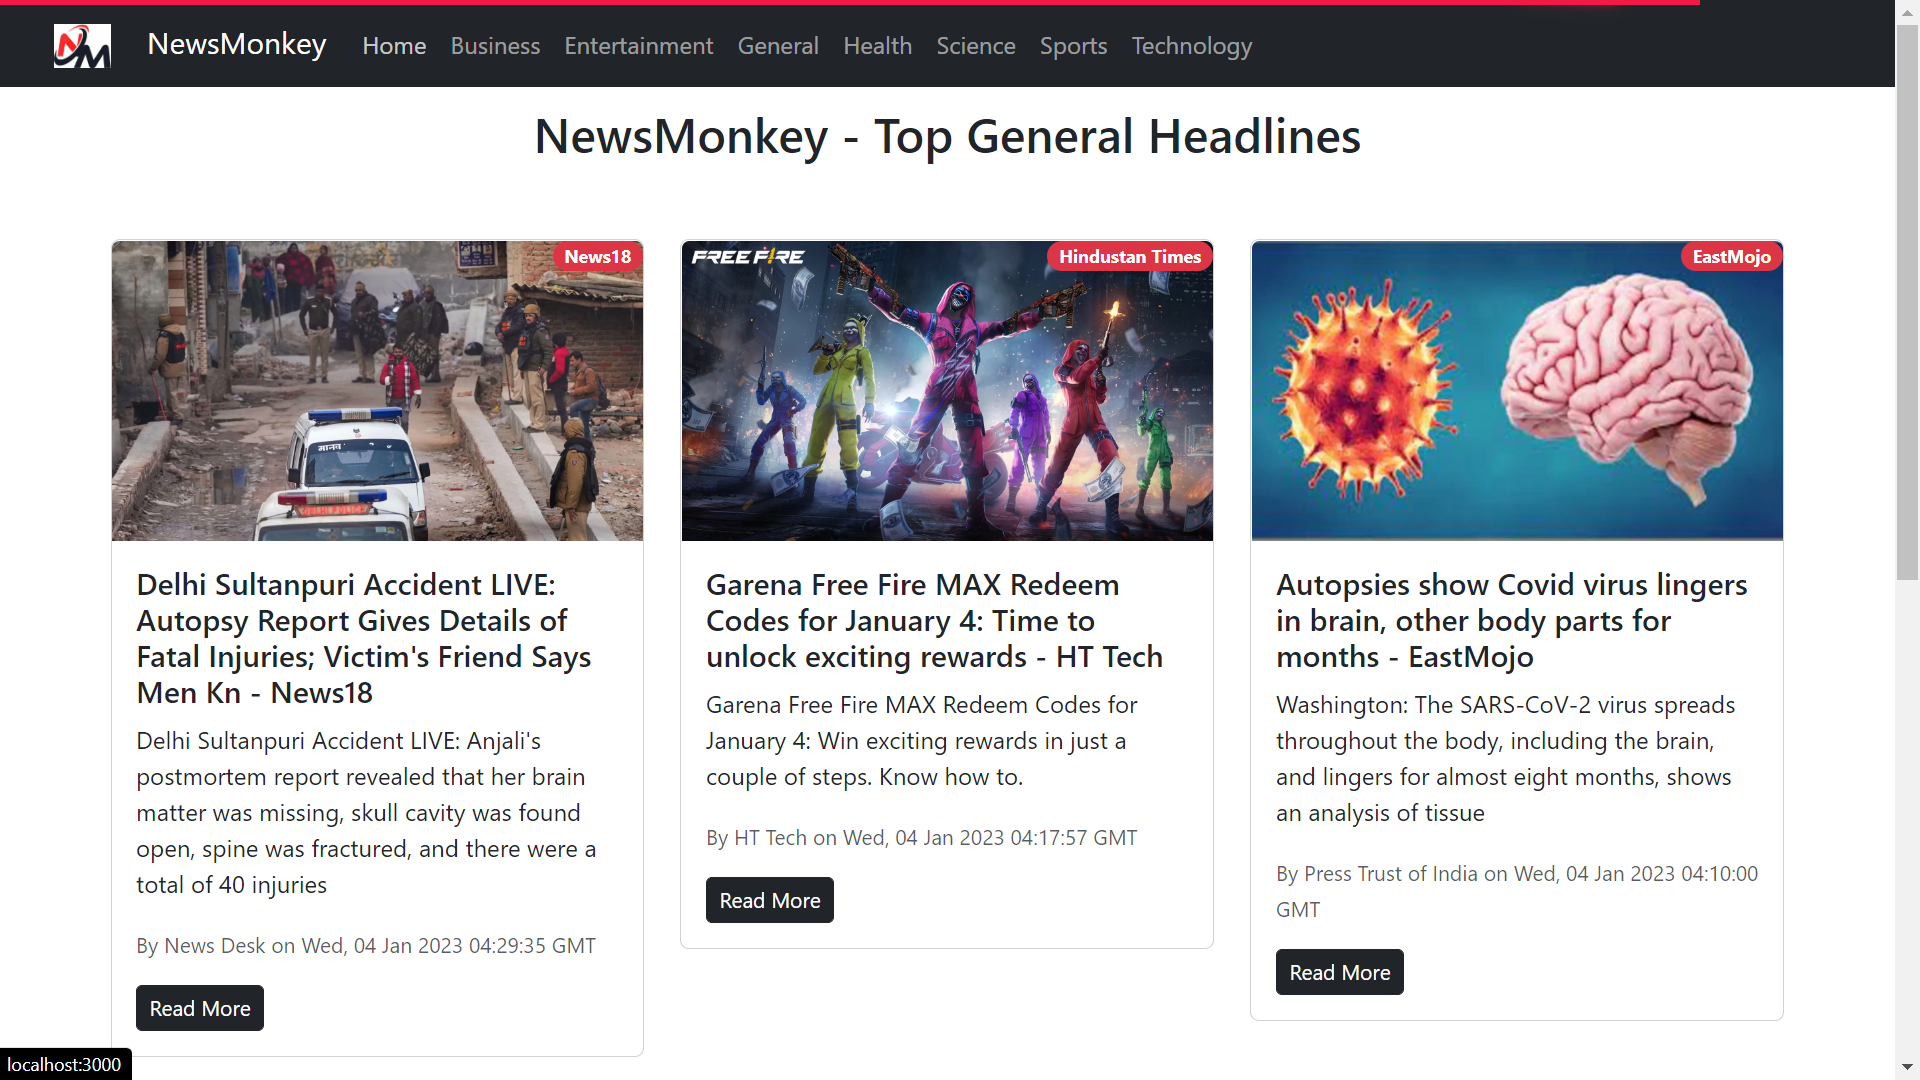 NM NewsMonkey Home Business Entertainment General Health Science Sports Technology
NewsMonkey - Top General Headlines
News18
मानव
DELHI POLICE
Delhi Sultanpuri Accident LIVE:
Autopsy Report Gives Details of
Fatal Injuries; Victim's Friend Says
Men Kn - News18
Delhi Sultanpuri Accident LIVE: Anjali's
postmortem report revealed that her brain
matter was missing, skull cavity was found
open, spine was fractured, and there were a
total of 40 injuries
By News Desk on Wed, 04 Jan 2023 04:29:35 GMT
Read More
FREE FIRE
Hindustan Times
Garena Free Fire MAX Redeem
Codes for January 4: Time to
unlock exciting rewards - HT Tech
Garena Free Fire MAX Redeem Codes for
January 4: Win exciting rewards in just a
couple of steps. Know how to.
By HT Tech on Wed, 04 Jan 2023 04:17:57 GMT
Read More
EastMojo
Autopsies show Covid virus lingers
in brain, other body parts for
months - EastMojo
Washington: The SARS-CoV-2 virus spreads
throughout the body, including the brain,
and lingers for almost eight months, shows
an analysis of tissue
By Press Trust of India on Wed, 04 Jan 2023 04:10:00
GMT
Read More
localhost:3000